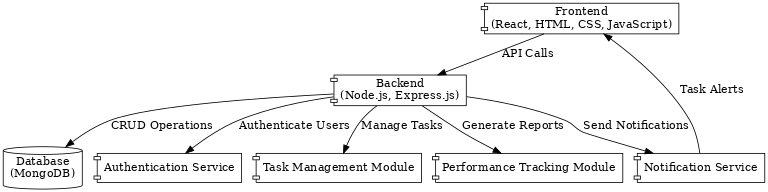 Frontend
(React, HTML, CSS, JavaScript)
API Calls
Backend
(Node.js, Express.js)
Task Alerts
CRUD Operations
Authenticate Users
Manage Tasks
Generate Reports
Send Notifications
Database
(MongoDB)
Authentication Service
Task Management Module
Performance Tracking Module
Notification Service